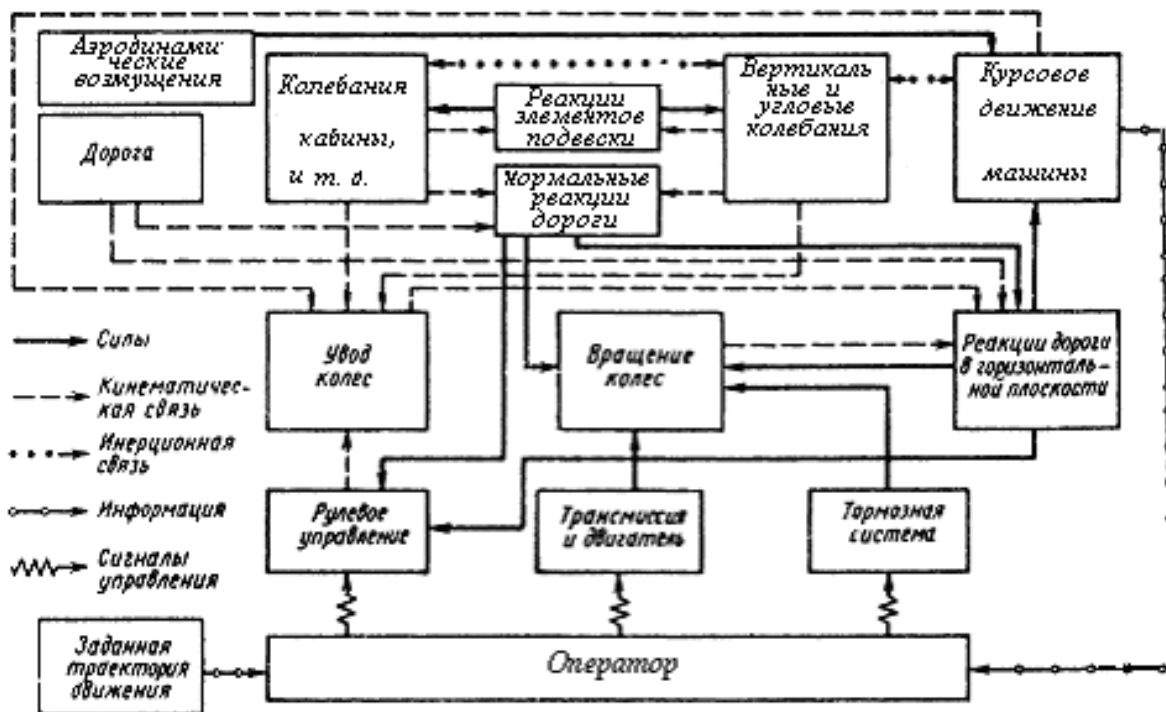 Аэродинами
ческие
возмущения
Колебания
кабины,
и т. д.
Реакции
элементое
подеески
Вертикаль
ные и
угловые
колебания
Курсовое
движение
машины
Дорога
нормальные
реакции
дороги
Силы
Кинематичес-
кая связь
Инерционная
связь
Информация
Сигналы
управления
Увод
колес
Вращение
колес
Реакции дороги
в горизонталь-
ной плоскости
Рулевое
управление
Трансмиссия
и двигатель
Тормозная
система
Заданная
траектория
движения
Оператор